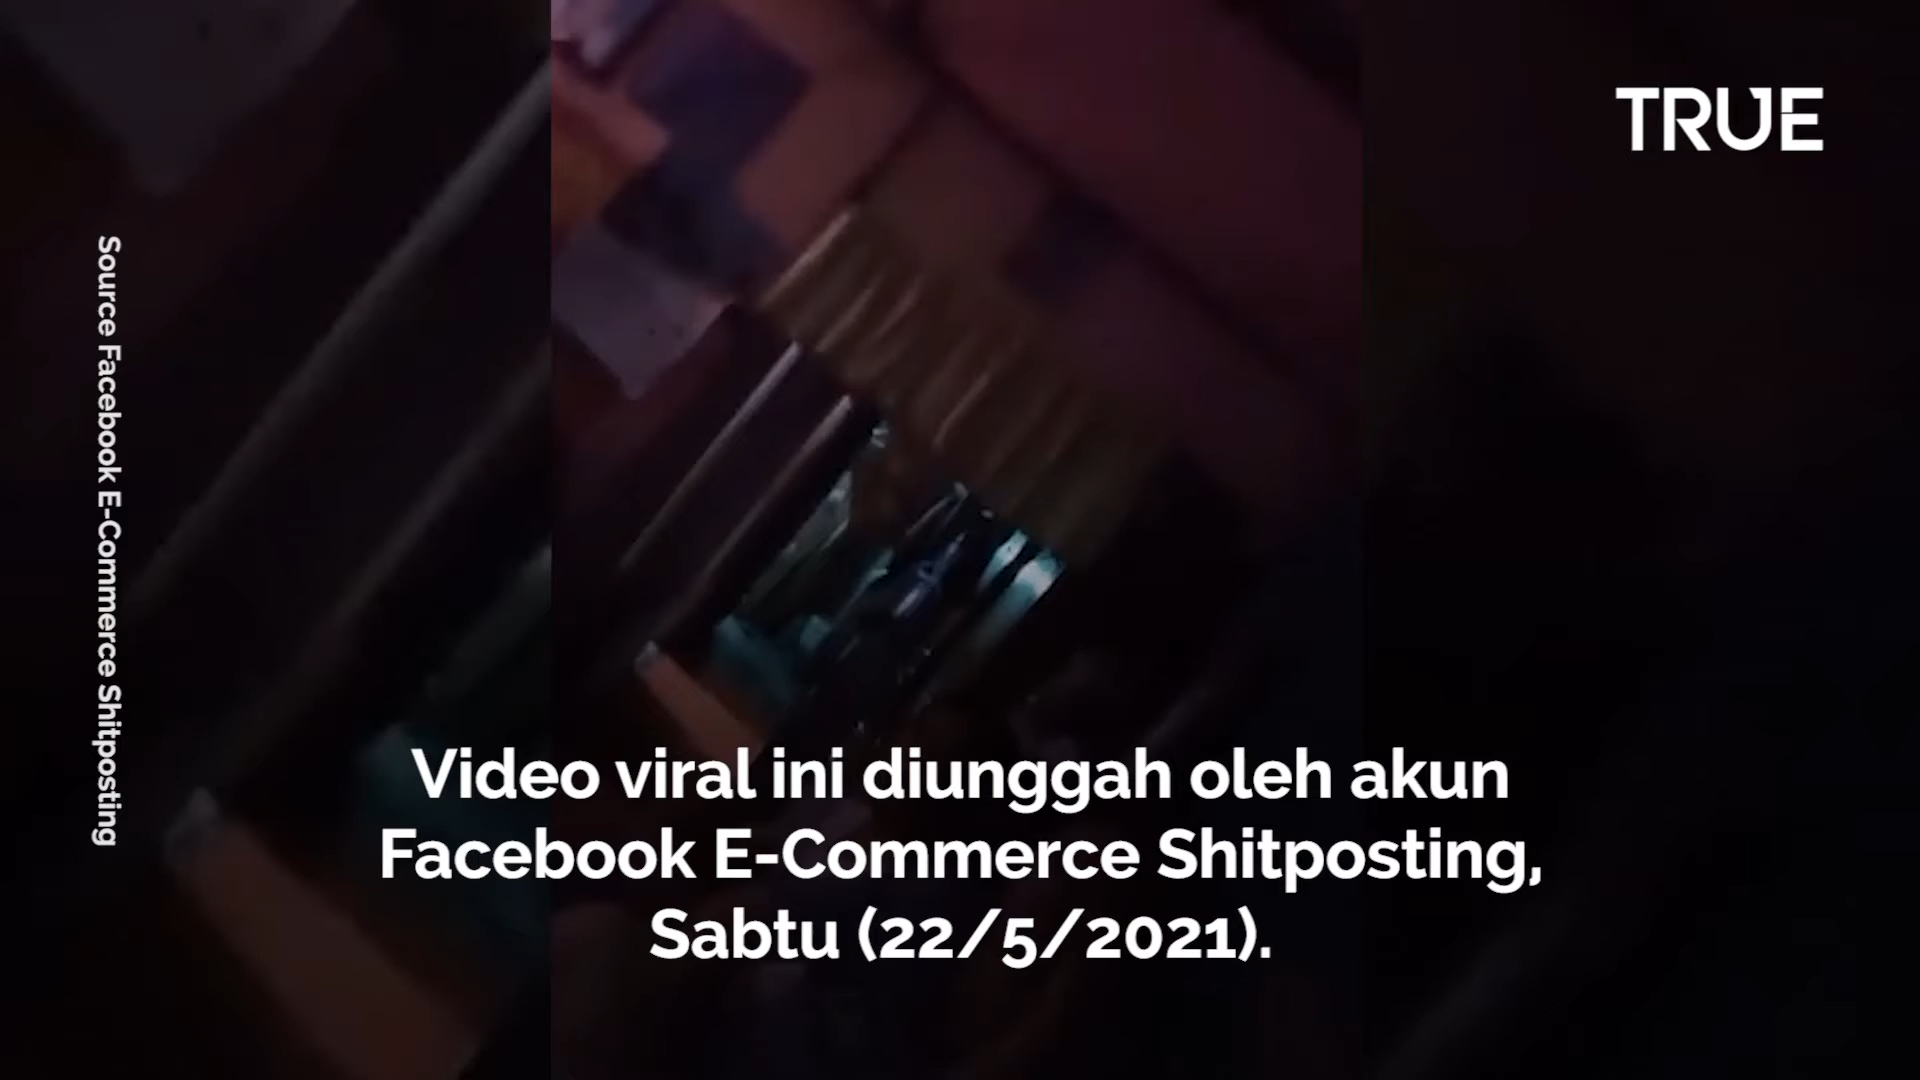 TRUE
Source Facebook E-Commerce Shitposting
Video viral ini diunggah oleh akun
Facebook E-Commerce Shitposting,
Sabtu (22/5/2021).